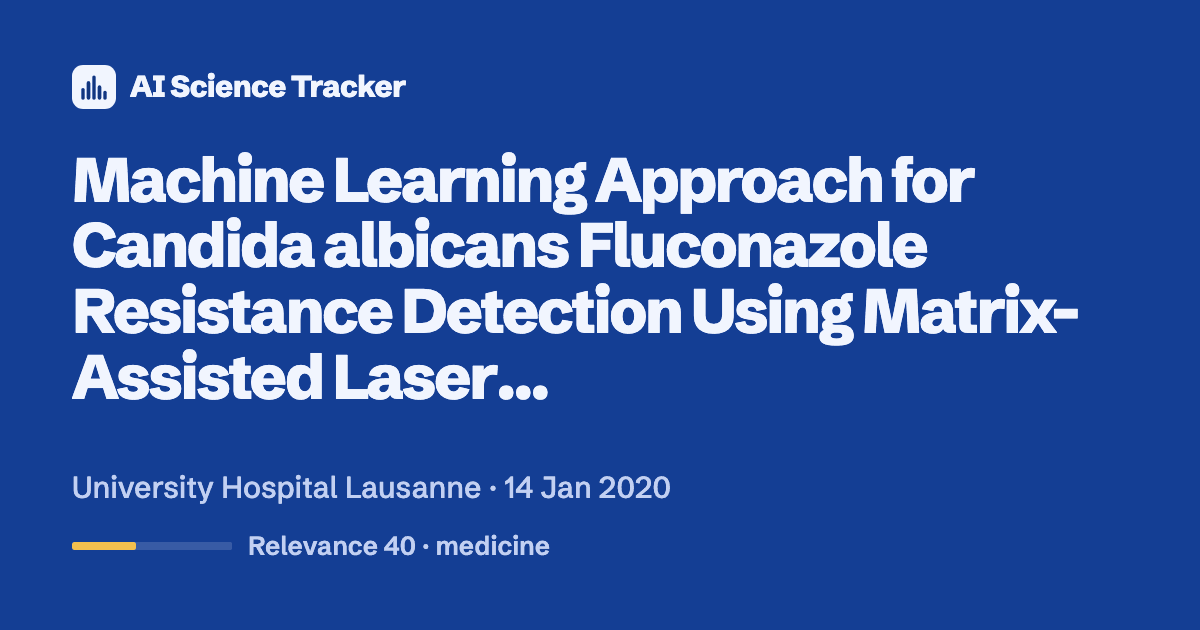 AI Science Tracker
Machine Learning Approach for
Candida albicans Fluconazole
Resistance Detection Using Matrix-
Assisted Laser...
University Hospital Lausanne · 14 Jan 2020
Relevance 40 · medicine